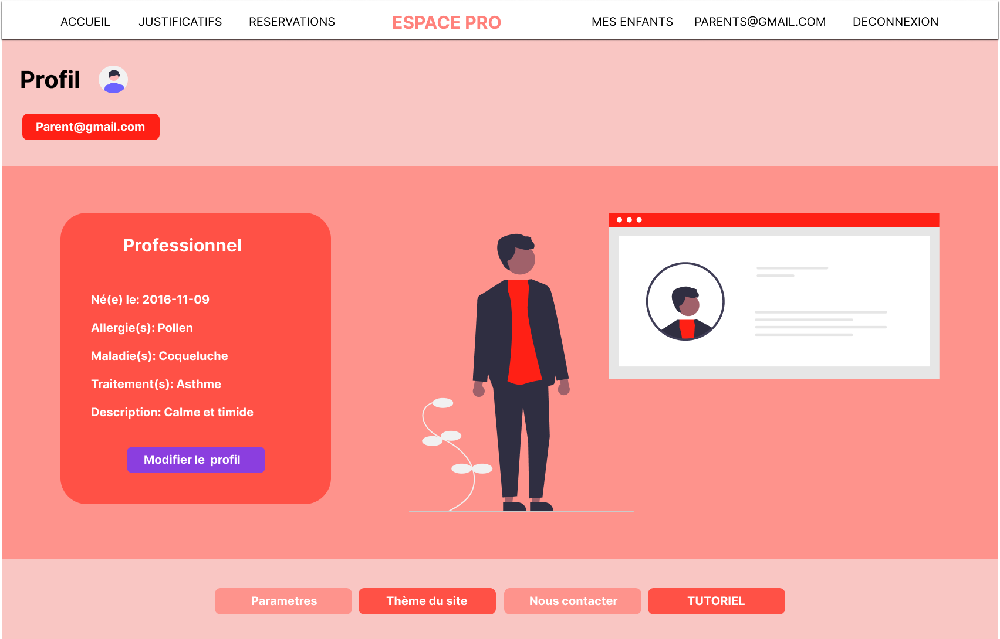 ACCUEIL JUSTIFICATIFS RESERVATIONS ESPACE PRO MES ENFANTS PARENTS@GMAIL.COM DECONNEXION
Profil
Parent@gmail.com
Professionnel
Né(e) le: 2016-11-09
Allergie(s): Pollen
Maladie(s): Coqueluche
Traitement(s): Asthme
Description: Calme et timide
Modifier le profil
Parametres Thème du site Nous contacter TUTORIEL